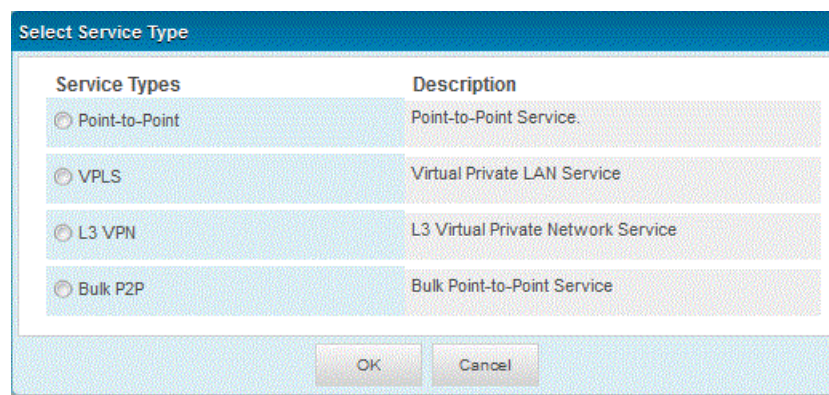 Select Service Type
Service Types Description
Point-to-Point Point-to-Point Service.
VPLS Virtual Private LAN Service
L3 VPN L3 Virtual Private Network Service
Bulk P2P Bulk Point-to-Point Service
OK Cancel